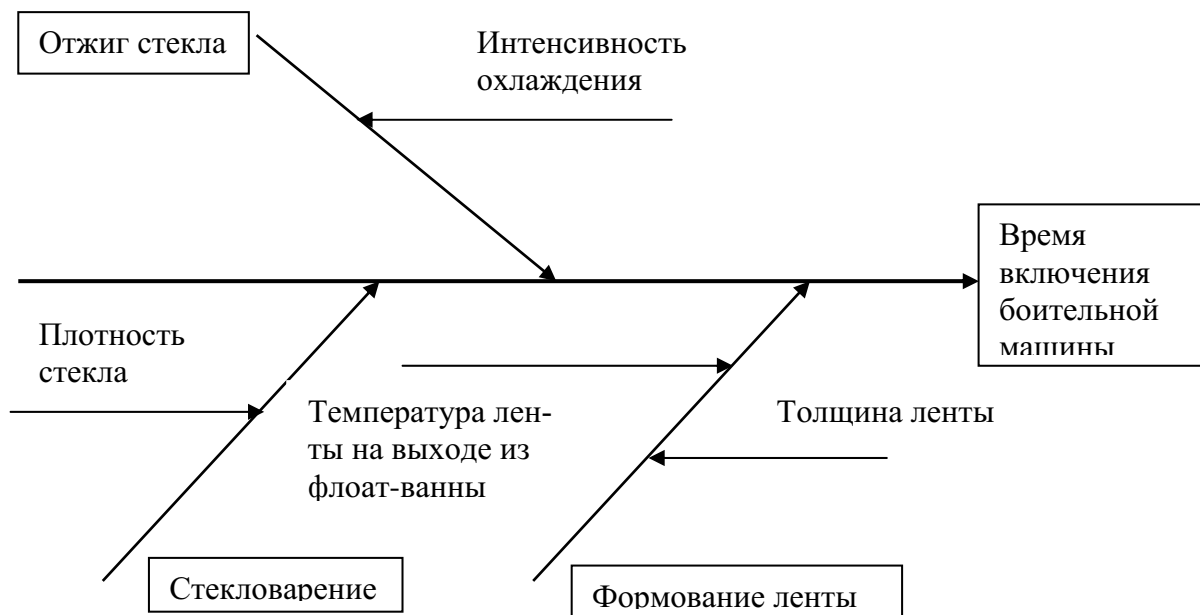 Отжиг стекла
Интенсивность
охлаждения
Время
включения
боительной
машины
Плотность
стекла
Температура лен-
ты на выходе из
флоат-ванны
Толщина ленты
Стекловарение
Формование ленты